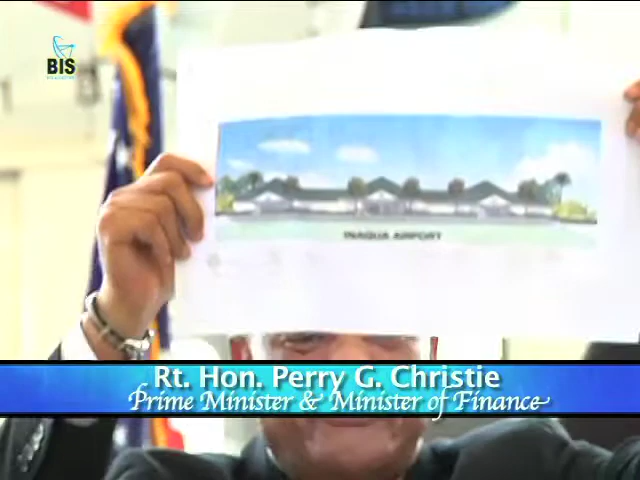 BIS
INAGUA AIRPORT
Rt. Hon. Perry G. Christie
Prime Minister & Minister of Finance